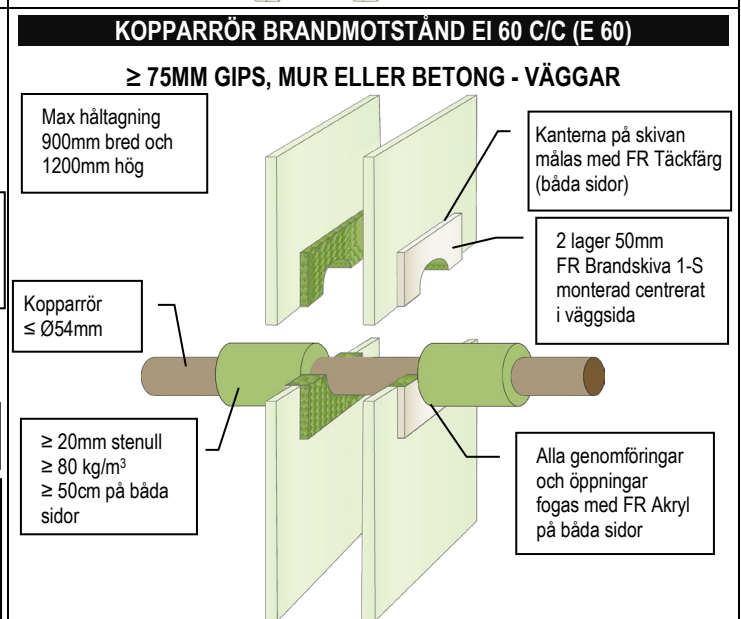 KOPPARRÖR BRANDMOTSTÅND EI 60 C/C (E 60)
≥ 75MM GIPS, MUR ELLER BETONG - VÄGGAR
Max håltagning
900mm bred och
1200mm hög
Kanterna på skivan
målas med FR Täckfärg
(båda sidor)
2 lager 50mm
FR Brandskiva 1-S
monterad centrerat
i väggsida
Kopparrör
≤ Ø54mm
≥ 20mm stenull
≥ 80 kg/m³
≥ 50cm på båda
sidor
Alla genomföringar
och öppningar
fogas med FR Akryl
på båda sidor